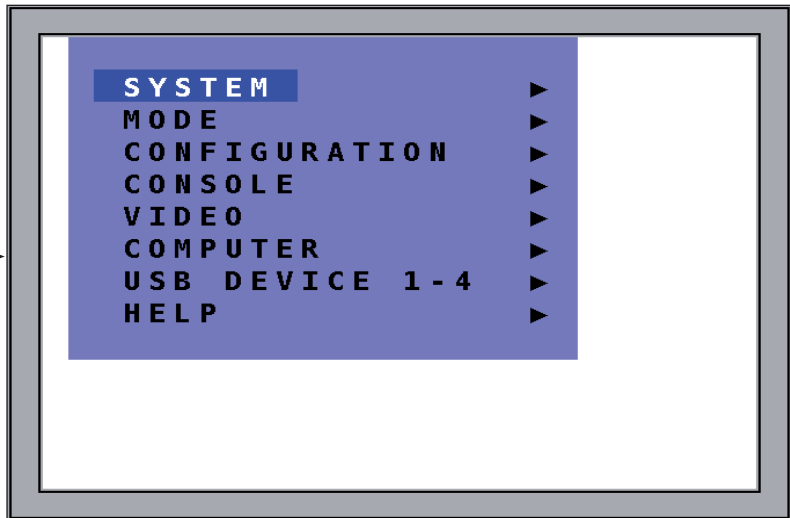 SYSTEM
MODE
CONFIGURATION
CONSOLE
VIDEO
COMPUTER
USB DEVICE 1-4
HELP